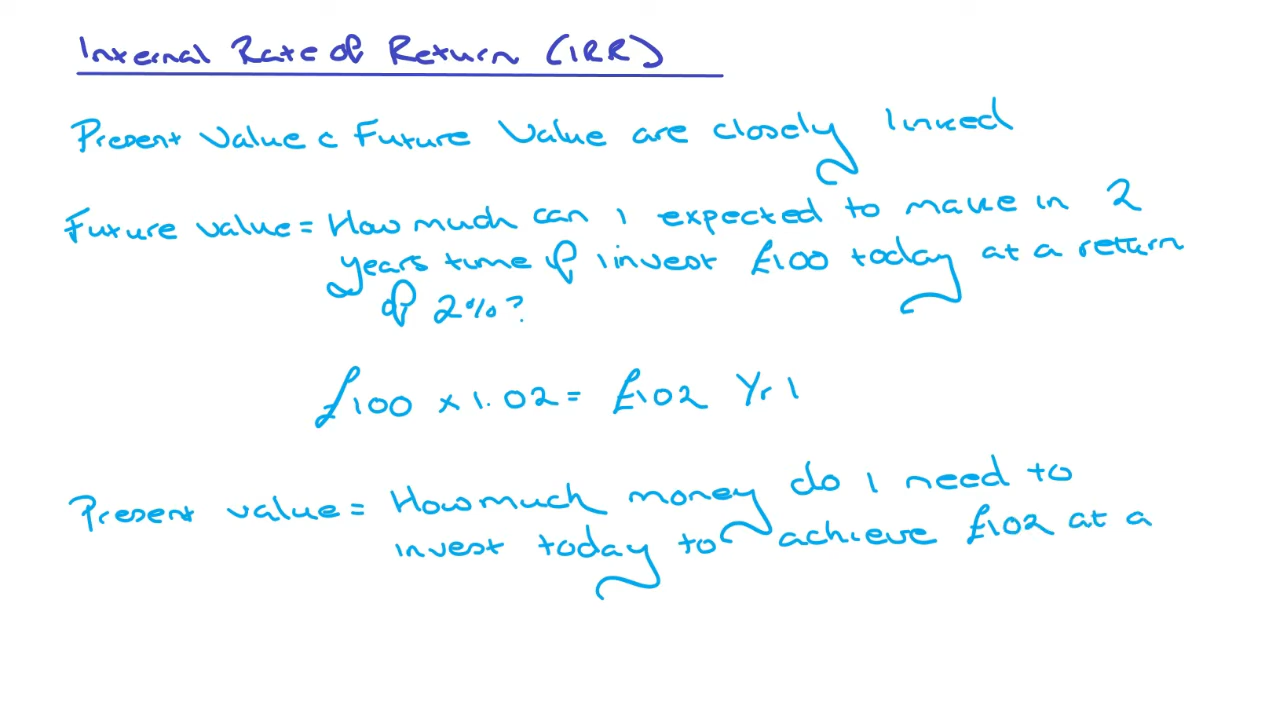 Internal Rate of Return (IRR)
Present Value & Future Value are closely linked
Future value = How much can I expected to make in 2
years time if I invest £100 today at a return
of 2%?
£100 x 1.02 = £102 Yr 1
Present value = How much money do I need to
invest today to achieve £102 at a